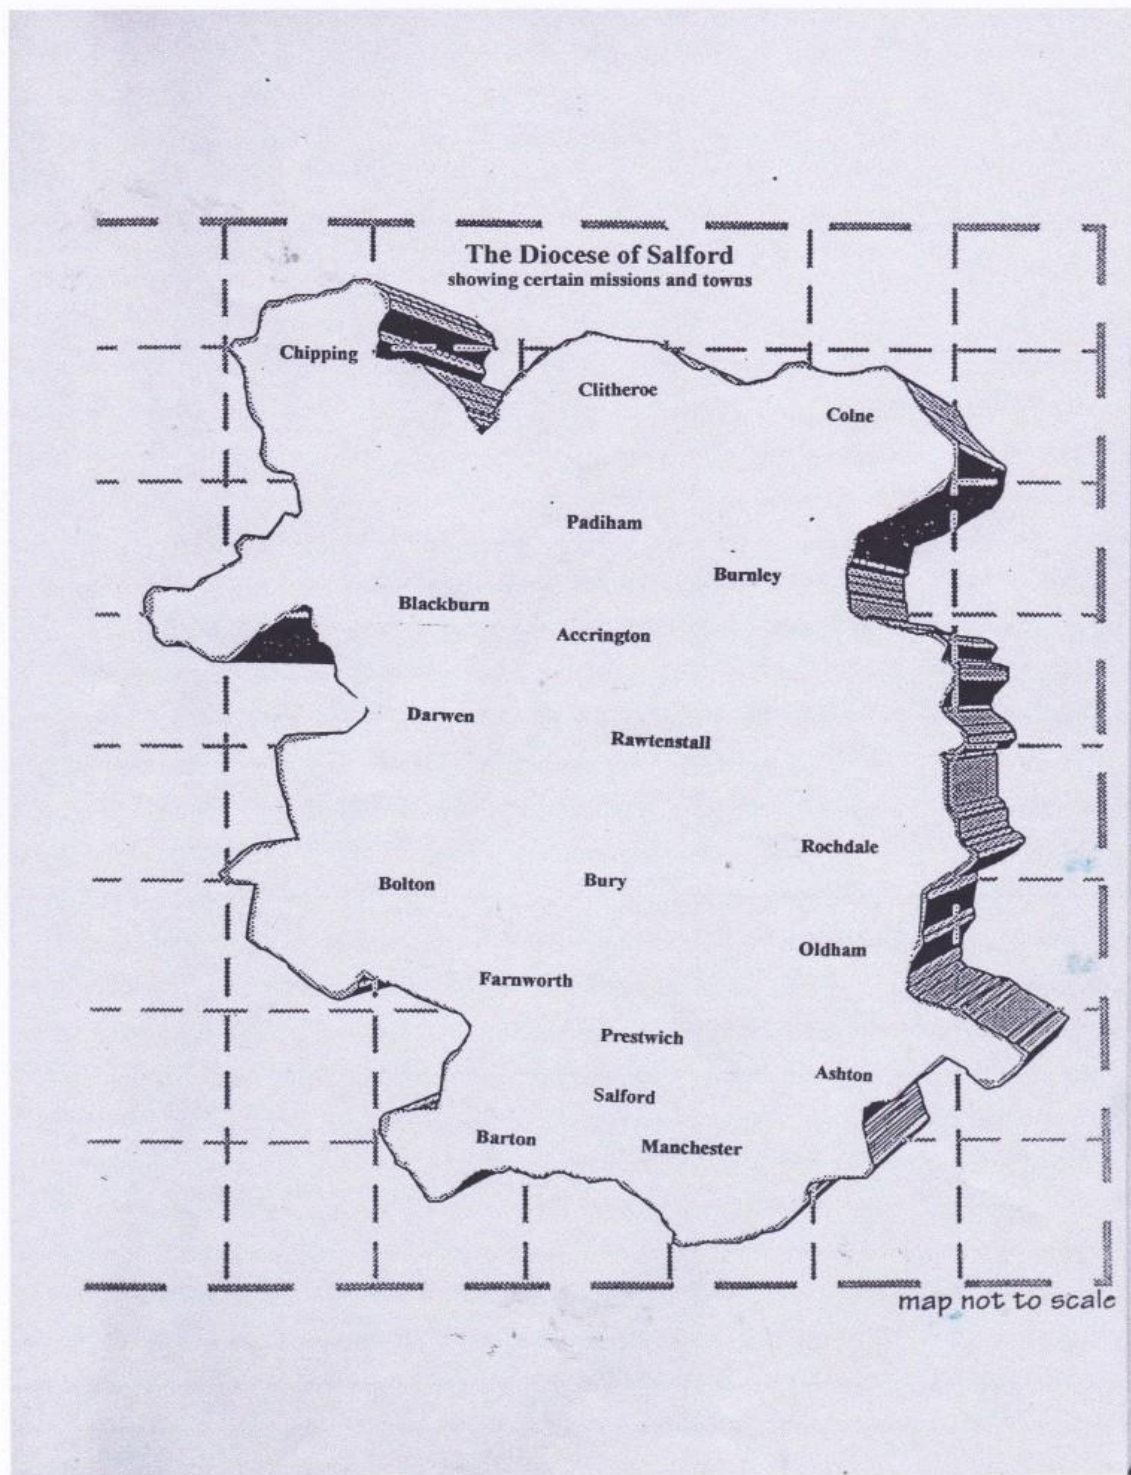 The Diocese of Salford
showing certain missions and towns
Chipping
Clitheroe
Colne
Padiham
Burnley
Blackburn
Accrington
Darwen
Rawtenstall
Rochdale
Bolton
Bury
Oldham
Farnworth
Prestwich
Ashton
Salford
Barton
Manchester
map not to scale